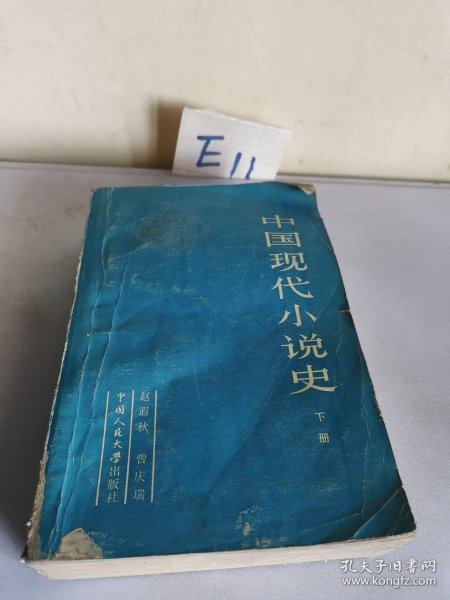 E11
中国现代小说史
下册
赵遐秋 曾庆瑞
中国人民大学出版社
孔夫子旧书网
www.kongfz.com